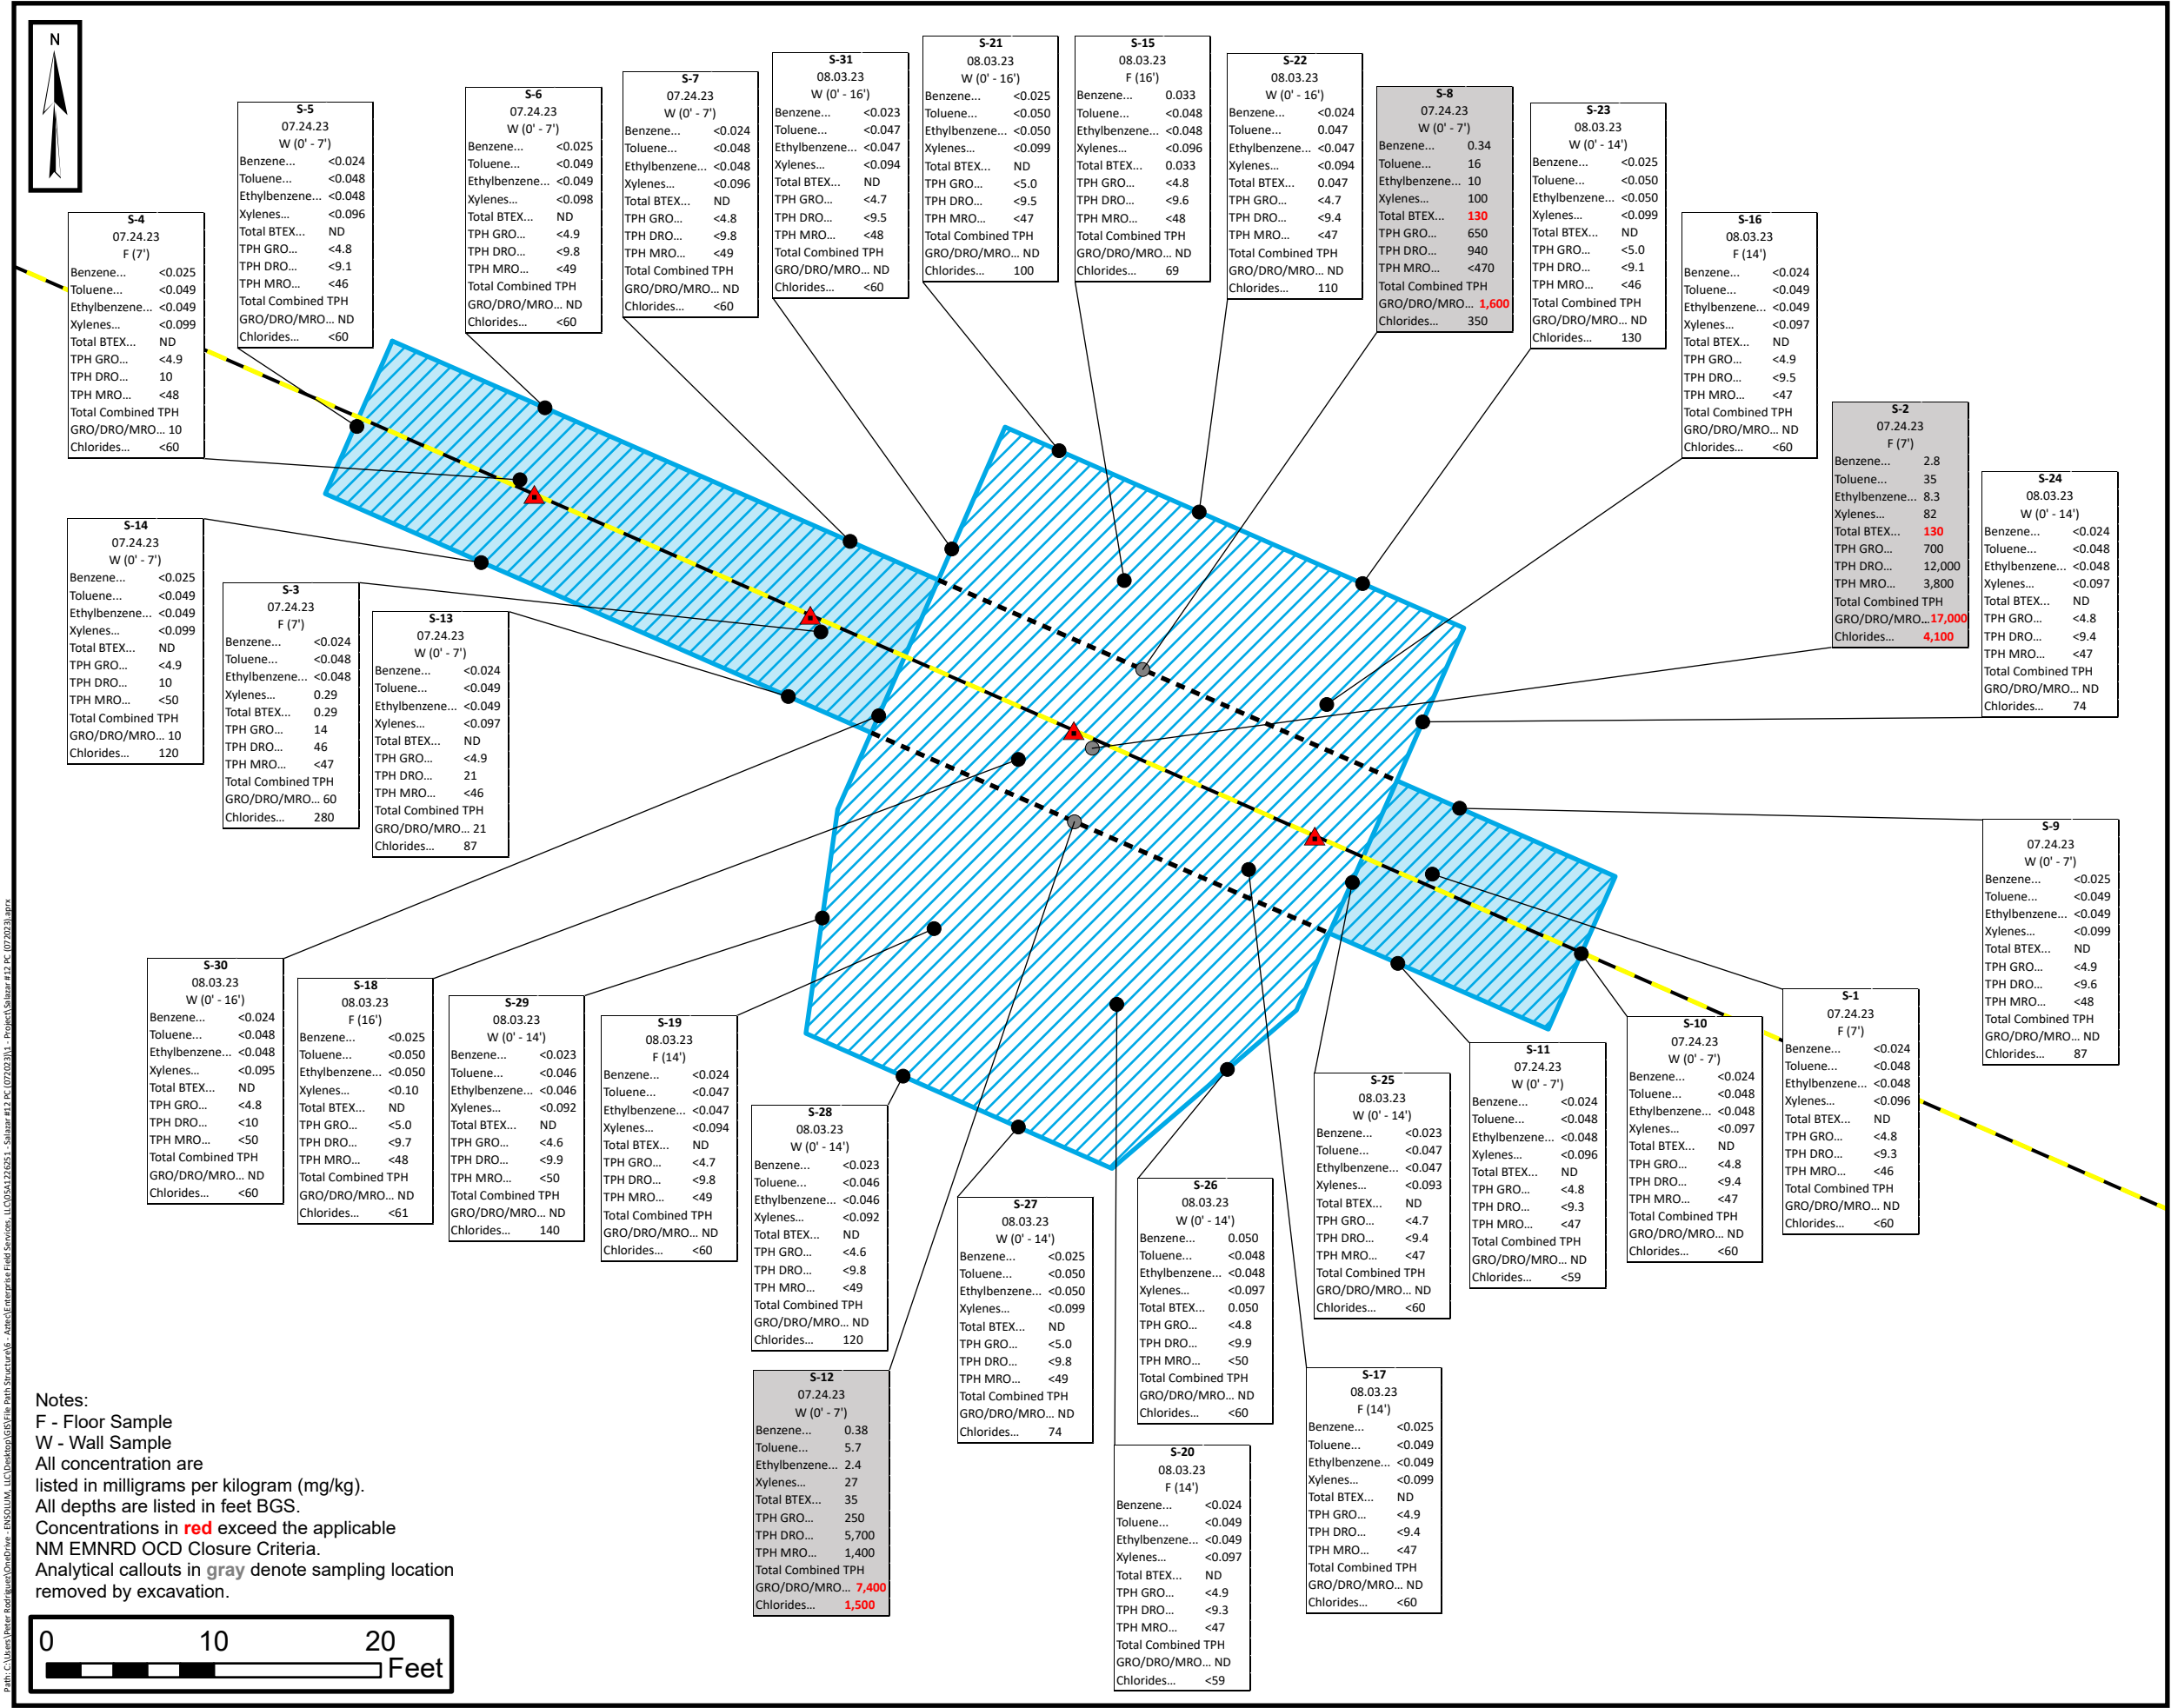 N
S-4
07.24.23
F (7')
Benzene... <0.025
Toluene... <0.049
Ethylbenzene... <0.049
Xylenes... <0.099
Total BTEX... ND
TPH GRO... <4.9
TPH DRO... 10
TPH MRO... <48
Total Combined TPH
GRO/DRO/MRO... 10
Chlorides... <60
S-5
07.24.23
W (0' - 7')
Benzene... <0.024
Toluene... <0.048
Ethylbenzene... <0.048
Xylenes... <0.096
Total BTEX... ND
TPH GRO... <4.8
TPH DRO... <9.1
TPH MRO... <46
Total Combined TPH
GRO/DRO/MRO... ND
Chlorides... <60
S-6
07.24.23
W (0' - 7')
Benzene... <0.025
Toluene... <0.049
Ethylbenzene... <0.049
Xylenes... <0.098
Total BTEX... ND
TPH GRO... <4.9
TPH DRO... <9.8
TPH MRO... <49
Total Combined TPH
GRO/DRO/MRO... ND
Chlorides... <60
S-7
07.24.23
W (0' - 7')
Benzene... <0.024
Toluene... <0.048
Ethylbenzene... <0.048
Xylenes... <0.096
Total BTEX... ND
TPH GRO... <4.8
TPH DRO... <9.8
TPH MRO... <49
Total Combined TPH
GRO/DRO/MRO... ND
Chlorides... <60
S-31
08.03.23
W (0' - 16')
Benzene... <0.023
Toluene... <0.047
Ethylbenzene... <0.047
Xylenes... <0.094
Total BTEX... ND
TPH GRO... <4.7
TPH DRO... <9.5
TPH MRO... <48
Total Combined TPH
GRO/DRO/MRO... ND
Chlorides... <60
S-21
08.03.23
W (0' - 16')
Benzene... <0.025
Toluene... <0.050
Ethylbenzene... <0.050
Xylenes... <0.099
Total BTEX... ND
TPH GRO... <5.0
TPH DRO... <9.5
TPH MRO... <47
Total Combined TPH
GRO/DRO/MRO... ND
Chlorides... 100
S-15
08.03.23
F (16')
Benzene... 0.033
Toluene... <0.048
Ethylbenzene... <0.048
Xylenes... <0.096
Total BTEX... 0.033
TPH GRO... <4.8
TPH DRO... <9.6
TPH MRO... <48
Total Combined TPH
GRO/DRO/MRO... ND
Chlorides... 69
S-22
08.03.23
W (0' - 16')
Benzene... <0.024
Toluene... 0.047
Ethylbenzene... <0.047
Xylenes... <0.094
Total BTEX... 0.047
TPH GRO... <4.7
TPH DRO... <9.4
TPH MRO... <47
Total Combined TPH
GRO/DRO/MRO... ND
Chlorides... 110
S-8
07.24.23
W (0' - 7')
Benzene... 0.34
Toluene... 16
Ethylbenzene... 10
Xylenes... 100
Total BTEX... 130
TPH GRO... 650
TPH DRO... 940
TPH MRO... <470
Total Combined TPH
GRO/DRO/MRO... 1,600
Chlorides... 350
S-23
08.03.23
W (0' - 14')
Benzene... <0.025
Toluene... <0.050
Ethylbenzene... <0.050
Xylenes... <0.099
Total BTEX... ND
TPH GRO... <5.0
TPH DRO... <9.1
TPH MRO... <46
Total Combined TPH
GRO/DRO/MRO... ND
Chlorides... 130
S-16
08.03.23
F (14')
Benzene... <0.024
Toluene... <0.049
Ethylbenzene... <0.049
Xylenes... <0.097
Total BTEX... ND
TPH GRO... <4.9
TPH DRO... <9.5
TPH MRO... <47
Total Combined TPH
GRO/DRO/MRO... ND
Chlorides... <60
S-2
07.24.23
F (7')
Benzene... 2.8
Toluene... 35
Ethylbenzene... 8.3
Xylenes... 82
Total BTEX... 130
TPH GRO... 700
TPH DRO... 12,000
TPH MRO... 3,800
Total Combined TPH
GRO/DRO/MRO... 17,000
Chlorides... 4,100
S-24
08.03.23
W (0' - 14')
Benzene... <0.024
Toluene... <0.048
Ethylbenzene... <0.048
Xylenes... <0.097
Total BTEX... ND
TPH GRO... <4.8
TPH DRO... <9.4
TPH MRO... <47
Total Combined TPH
GRO/DRO/MRO... ND
Chlorides... 74
S-14
07.24.23
W (0' - 7')
Benzene... <0.025
Toluene... <0.049
Ethylbenzene... <0.049
Xylenes... <0.099
Total BTEX... ND
TPH GRO... <4.9
TPH DRO... 10
TPH MRO... <50
Total Combined TPH
GRO/DRO/MRO... 10
Chlorides... 120
S-3
07.24.23
F (7')
Benzene... <0.024
Toluene... <0.048
Ethylbenzene... <0.048
Xylenes... 0.29
Total BTEX... 0.29
TPH GRO... 14
TPH DRO... 46
TPH MRO... <47
Total Combined TPH
GRO/DRO/MRO... 60
Chlorides... 280
S-13
07.24.23
W (0' - 7')
Benzene... <0.024
Toluene... <0.049
Ethylbenzene... <0.049
Xylenes... <0.097
Total BTEX... ND
TPH GRO... <4.9
TPH DRO... 21
TPH MRO... <46
Total Combined TPH
GRO/DRO/MRO... 21
Chlorides... 87
S-9
07.24.23
W (0' - 7')
Benzene... <0.025
Toluene... <0.049
Ethylbenzene... <0.049
Xylenes... <0.099
Total BTEX... ND
TPH GRO... <4.9
TPH DRO... <9.6
TPH MRO... <48
Total Combined TPH
GRO/DRO/MRO... ND
Chlorides... 87
S-30
08.03.23
W (0' - 16')
Benzene... <0.024
Toluene... <0.048
Ethylbenzene... <0.048
Xylenes... <0.095
Total BTEX... ND
TPH GRO... <4.8
TPH DRO... <10
TPH MRO... <50
Total Combined TPH
GRO/DRO/MRO... ND
Chlorides... <60
S-18
08.03.23
F (16')
Benzene... <0.025
Toluene... <0.050
Ethylbenzene... <0.050
Xylenes... <0.10
Total BTEX... ND
TPH GRO... <5.0
TPH DRO... <9.7
TPH MRO... <48
Total Combined TPH
GRO/DRO/MRO... ND
Chlorides... <61
S-29
08.03.23
W (0' - 14')
Benzene... <0.023
Toluene... <0.046
Ethylbenzene... <0.046
Xylenes... <0.092
Total BTEX... ND
TPH GRO... <4.6
TPH DRO... <9.9
TPH MRO... <50
Total Combined TPH
GRO/DRO/MRO... ND
Chlorides... 140
S-19
08.03.23
F (14')
Benzene... <0.024
Toluene... <0.047
Ethylbenzene... <0.047
Xylenes... <0.094
Total BTEX... ND
TPH GRO... <4.7
TPH DRO... <9.8
TPH MRO... <49
Total Combined TPH
GRO/DRO/MRO... ND
Chlorides... <60
S-28
08.03.23
W (0' - 14')
Benzene... <0.023
Toluene... <0.046
Ethylbenzene... <0.046
Xylenes... <0.092
Total BTEX... ND
TPH GRO... <4.6
TPH DRO... <9.8
TPH MRO... <49
Total Combined TPH
GRO/DRO/MRO... ND
Chlorides... 120
S-12
07.24.23
W (0' - 7')
Benzene... 0.38
Toluene... 5.7
Ethylbenzene... 2.4
Xylenes... 27
Total BTEX... 35
TPH GRO... 250
TPH DRO... 5,700
TPH MRO... 1,400
Total Combined TPH
GRO/DRO/MRO... 7,400
Chlorides... 1,500
S-27
08.03.23
W (0' - 14')
Benzene... <0.025
Toluene... <0.050
Ethylbenzene... <0.050
Xylenes... <0.099
Total BTEX... ND
TPH GRO... <5.0
TPH DRO... <9.8
TPH MRO... <49
Total Combined TPH
GRO/DRO/MRO... ND
Chlorides... 74
S-26
08.03.23
W (0' - 14')
Benzene... 0.050
Toluene... <0.048
Ethylbenzene... <0.048
Xylenes... <0.097
Total BTEX... 0.050
TPH GRO... <4.8
TPH DRO... <9.9
TPH MRO... <50
Total Combined TPH
GRO/DRO/MRO... ND
Chlorides... <60
S-20
08.03.23
F (14')
Benzene... <0.024
Toluene... <0.049
Ethylbenzene... <0.049
Xylenes... <0.097
Total BTEX... ND
TPH GRO... <4.9
TPH DRO... <9.3
TPH MRO... <47
Total Combined TPH
GRO/DRO/MRO... ND
Chlorides... <59
S-25
08.03.23
W (0' - 14')
Benzene... <0.023
Toluene... <0.047
Ethylbenzene... <0.047
Xylenes... <0.093
Total BTEX... ND
TPH GRO... <4.7
TPH DRO... <9.4
TPH MRO... <47
Total Combined TPH
GRO/DRO/MRO... ND
Chlorides... <60
S-17
08.03.23
F (14')
Benzene... <0.025
Toluene... <0.049
Ethylbenzene... <0.049
Xylenes... <0.099
Total BTEX... ND
TPH GRO... <4.9
TPH DRO... <9.4
TPH MRO... <47
Total Combined TPH
GRO/DRO/MRO... ND
Chlorides... <60
S-11
07.24.23
W (0' - 7')
Benzene... <0.024
Toluene... <0.048
Ethylbenzene... <0.048
Xylenes... <0.096
Total BTEX... ND
TPH GRO... <4.8
TPH DRO... <9.3
TPH MRO... <47
Total Combined TPH
GRO/DRO/MRO... ND
Chlorides... <59
S-10
07.24.23
W (0' - 7')
Benzene... <0.024
Toluene... <0.048
Ethylbenzene... <0.048
Xylenes... <0.097
Total BTEX... ND
TPH GRO... <4.8
TPH DRO... <9.4
TPH MRO... <47
Total Combined TPH
GRO/DRO/MRO... ND
Chlorides... <60
S-1
07.24.23
F (7')
Benzene... <0.024
Toluene... <0.048
Ethylbenzene... <0.048
Xylenes... <0.096
Total BTEX... ND
TPH GRO... <4.8
TPH DRO... <9.3
TPH MRO... <46
Total Combined TPH
GRO/DRO/MRO... ND
Chlorides... <60
Notes:
F - Floor Sample
W - Wall Sample
All concentration are
listed in milligrams per kilogram (mg/kg).
All depths are listed in feet BGS.
Concentrations in red exceed the applicable
NM EMNRD OCD Closure Criteria.
Analytical callouts in gray denote sampling location
removed by excavation.
0 10 20
Feet
Path: C:\Users\Peter Rodriguez\OneDrive - ENSOLUM, LLC\Desktop\GIS\File Path Structure\6 - Aztec\Enterprise Field Services, LLC\05A1226251 - Salazar #12 PC (072023)\1 - Project\Salazar #12 PC (072023).aprx